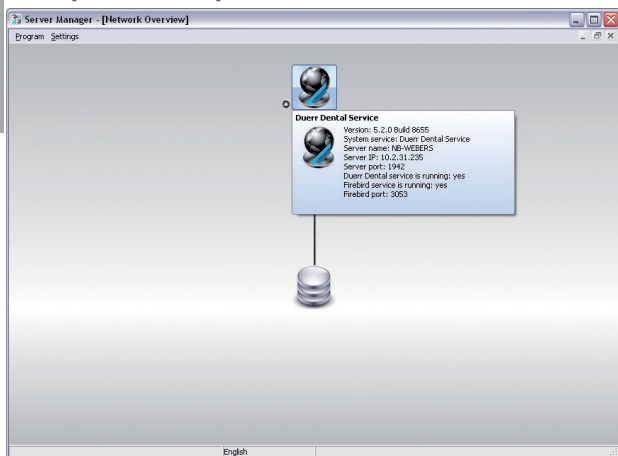 Server Manager - [Network Overview]
Program Settings
Duerr Dental Service
Version: 5.2.0 Build 8655
System service: Duerr Dental Service
Server name: NB-WEBERS
Server IP: 10.2.31.235
Server port: 1942
Duerr Dental service is running: yes
Firebird service is running: yes
Firebird port: 3053
English